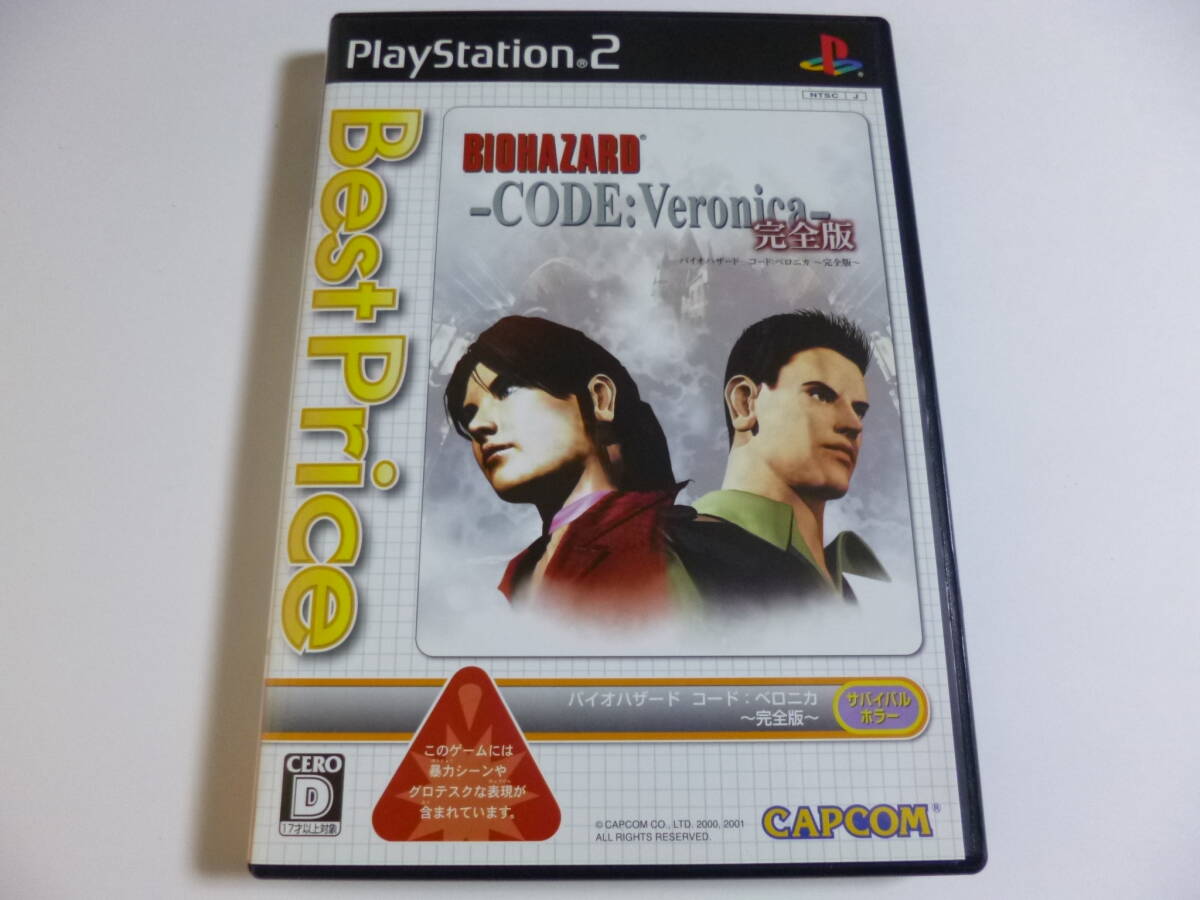 PlayStation®2
NTSC J
Best Price
BIOHAZARD®
-CODE:Veronica-
完全版
バイオハザード コード:ベロニカ 〜完全版〜
バイオハザード コード:ベロニカ
〜完全版〜
サバイバル
ホラー
このゲームには
暴力シーンや
グロテスクな表現が
含まれています。
CERO
D
17才以上対象
© CAPCOM CO., LTD. 2000, 2001
ALL RIGHTS RESERVED.
CAPCOM®